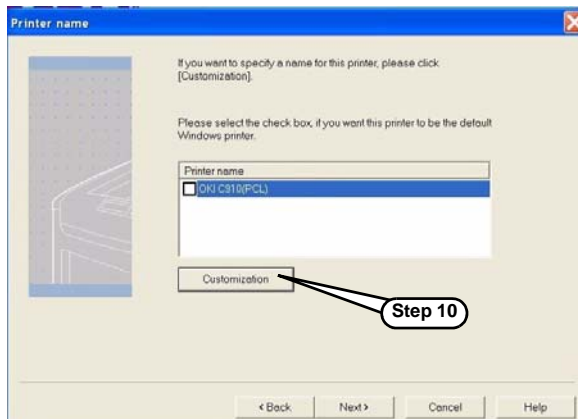 Printer name
If you want to specify a name for this printer, please click
[Customization].
Please select the check box, if you want this printer to be the default
Windows printer.
Printer name
OKI C910(PCL)
Customization
Step 10
< Back
Next >
Cancel
Help